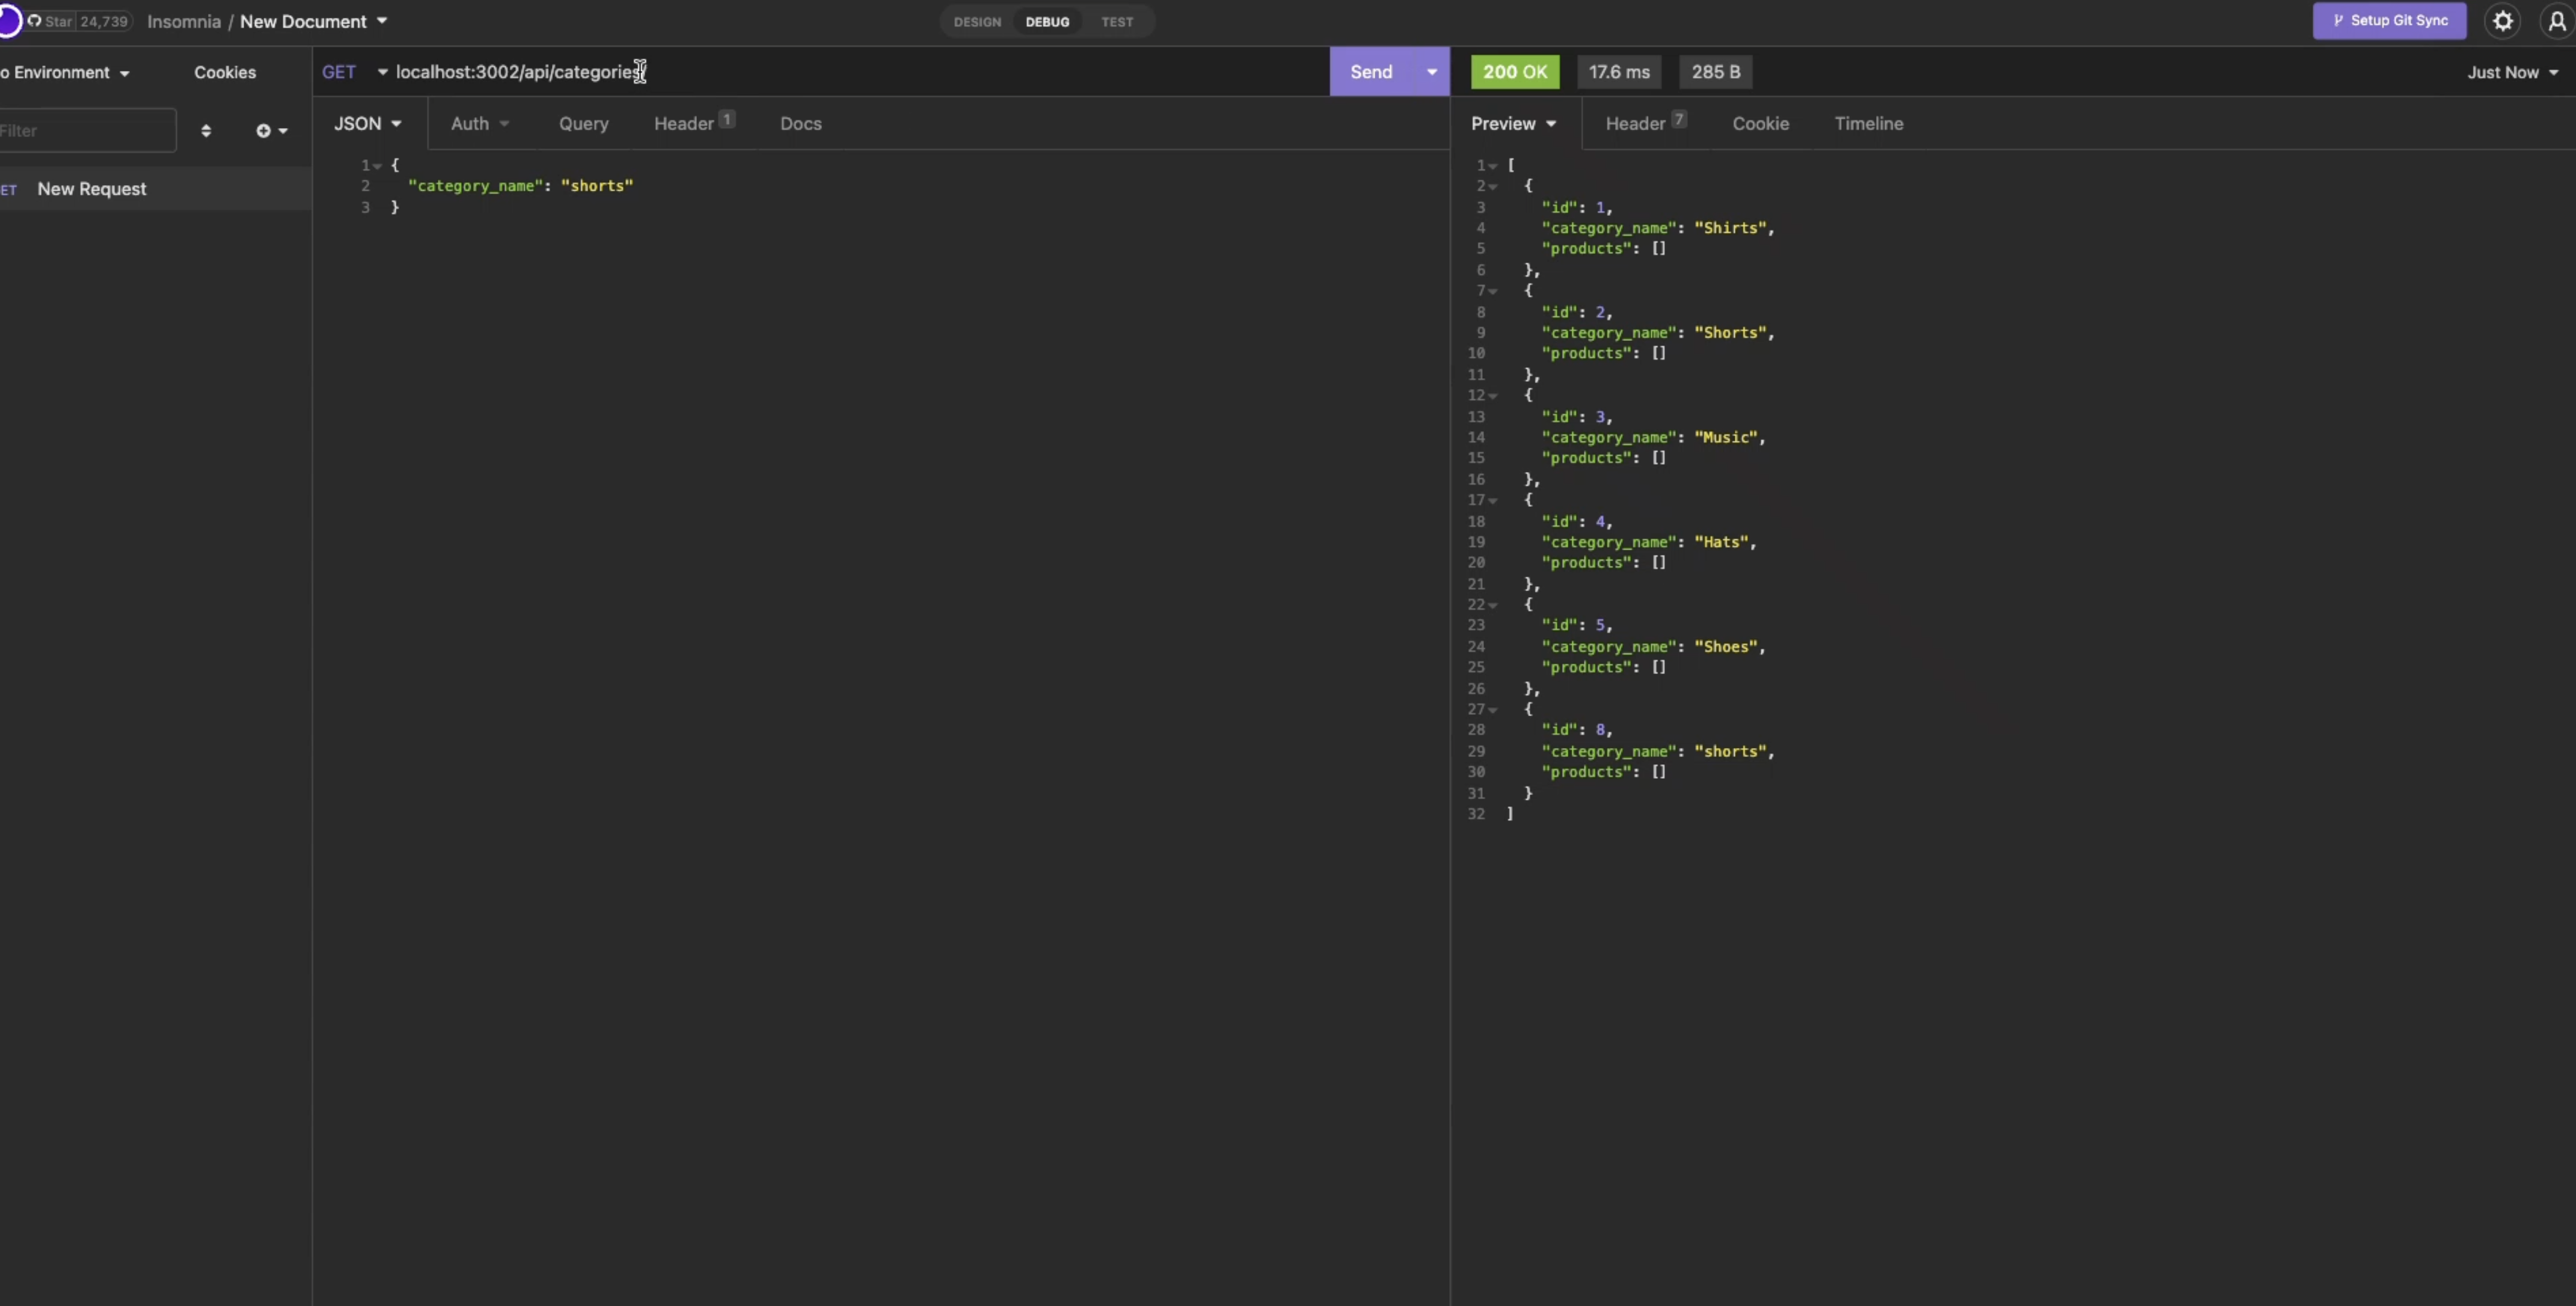 Star 24,739 Insomnia / New Document
DESIGN DEBUG TEST
Setup Git Sync
o Environment Cookies
GET localhost:3002/api/categories/
Send
200 OK 17.6 ms 285 B
Just Now
Filter
JSON Auth Query Header 1 Docs
Preview Header 7 Cookie Timeline
ET New Request
1 {
2 "category_name": "shorts"
3 }
1 [
2 {
3 "id": 1,
4 "category_name": "Shirts",
5 "products": []
6 },
7 {
8 "id": 2,
9 "category_name": "Shorts",
10 "products": []
11 },
12 {
13 "id": 3,
14 "category_name": "Music",
15 "products": []
16 },
17 {
18 "id": 4,
19 "category_name": "Hats",
20 "products": []
21 },
22 {
23 "id": 5,
24 "category_name": "Shoes",
25 "products": []
26 },
27 {
28 "id": 8,
29 "category_name": "shorts",
30 "products": []
31 }
32 ]